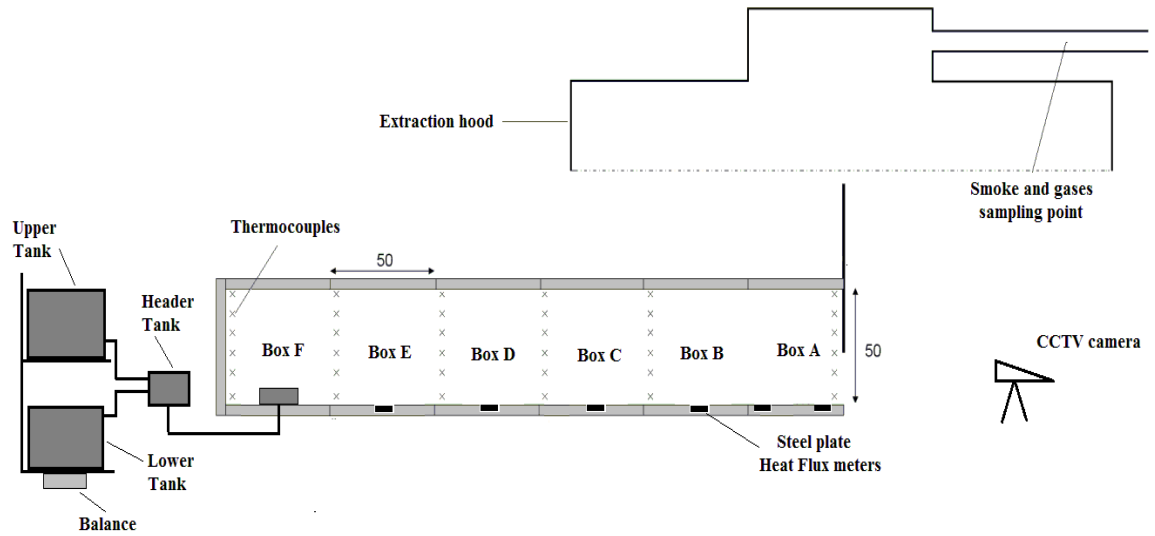 Extraction hood
Smoke and gases
sampling point
Upper
Tank
Thermocouples
50
Header
Tank
Box F
Box E
Box D
Box C
Box B
Box A
50
CCTV camera
Steel plate
Heat Flux meters
Lower
Tank
Balance